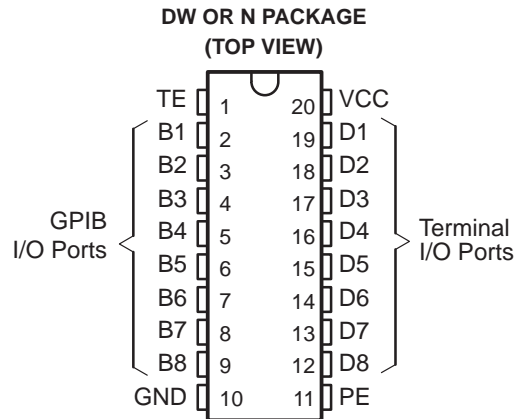 DW OR N PACKAGE
(TOP VIEW)
TE 1 20 VCC
B1 2 19 D1
B2 3 18 D2
B3 4 17 D3
B4 5 16 D4
B5 6 15 D5
B6 7 14 D6
B7 8 13 D7
B8 9 12 D8
GND 10 11 PE
GPIB
I/O Ports
Terminal
I/O Ports